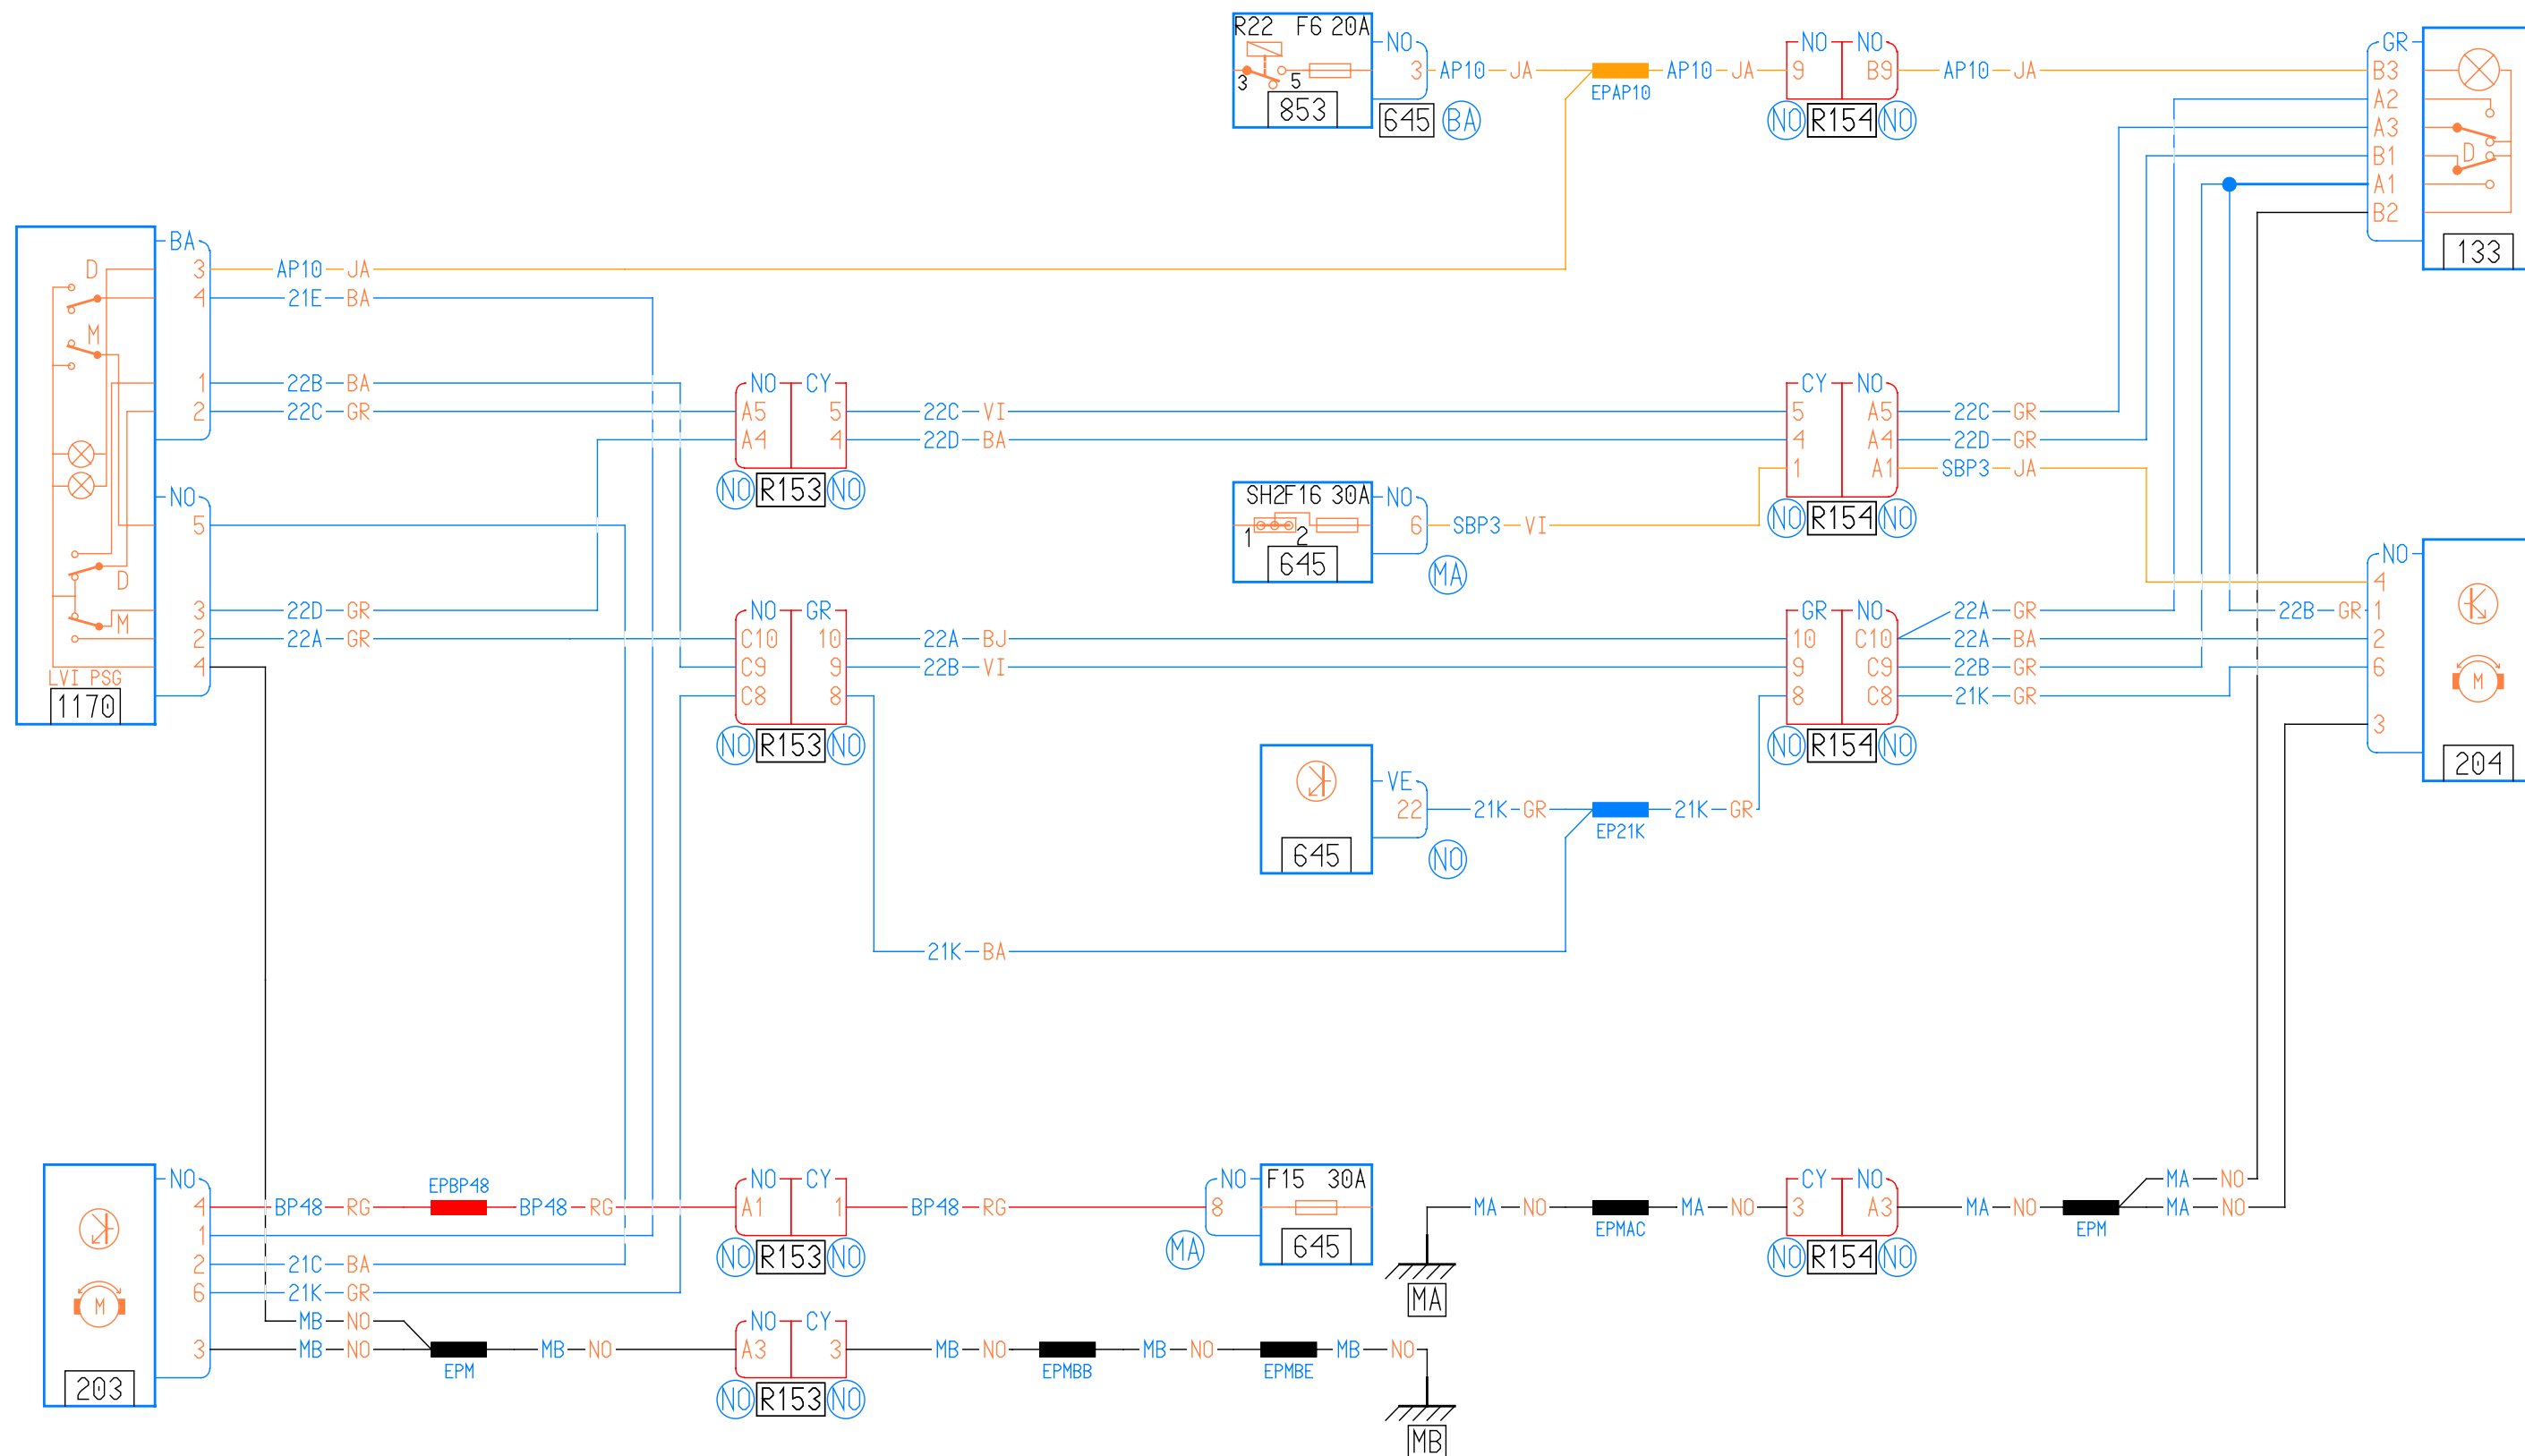 R22 F6 20A NO NO NO GR
3 5 3 AP10 JA AP10 JA 9 B9 AP10 JA B3
853 EPAP10 A2
645 BA NO R154 NO A3
B1 D
A1
B2
133
BA
D 3 AP10 JA
4 21E BA
M
1 22B BA NO CY CY NO
2 22C GR A5 5 22C VI 5 A5 22C GR
A4 4 22D BA 4 A4 22D GR
1 A1 SBP3 JA
NO R153 NO SH2F16 30A NO NO R154 NO
NO
5 1 2 6 SBP3 VI
645 MA NO
D 4
M 3 22D GR NO GR GR NO 22A GR 22B GR 1
2 22A GR C10 10 22A BJ 10 C10 22A BA 2
4 C9 9 22B VI 9 C9 22B GR 6
LVI PSG C8 8 8 C8 21K GR M
1170 3
NO R153 NO NO R154 NO
204
VE
22 21K GR 21K GR
EP21K
645 NO
21K BA
NO EPBP48 NO CY NO F15 30A CY NO MA NO
4 BP48 RG BP48 RG A1 1 BP48 RG 8 MA NO MA NO 3 A3 MA NO MA NO
EPMAC EPM
1 NO R153 NO MA 645 NO R154 NO
2 21C BA
6 21K GR MA
M
MB NO NO CY
3 MB NO MB NO A3 3 MB NO MB NO MB NO
EPM EPMBB EPMBE
203 NO R153 NO
MB